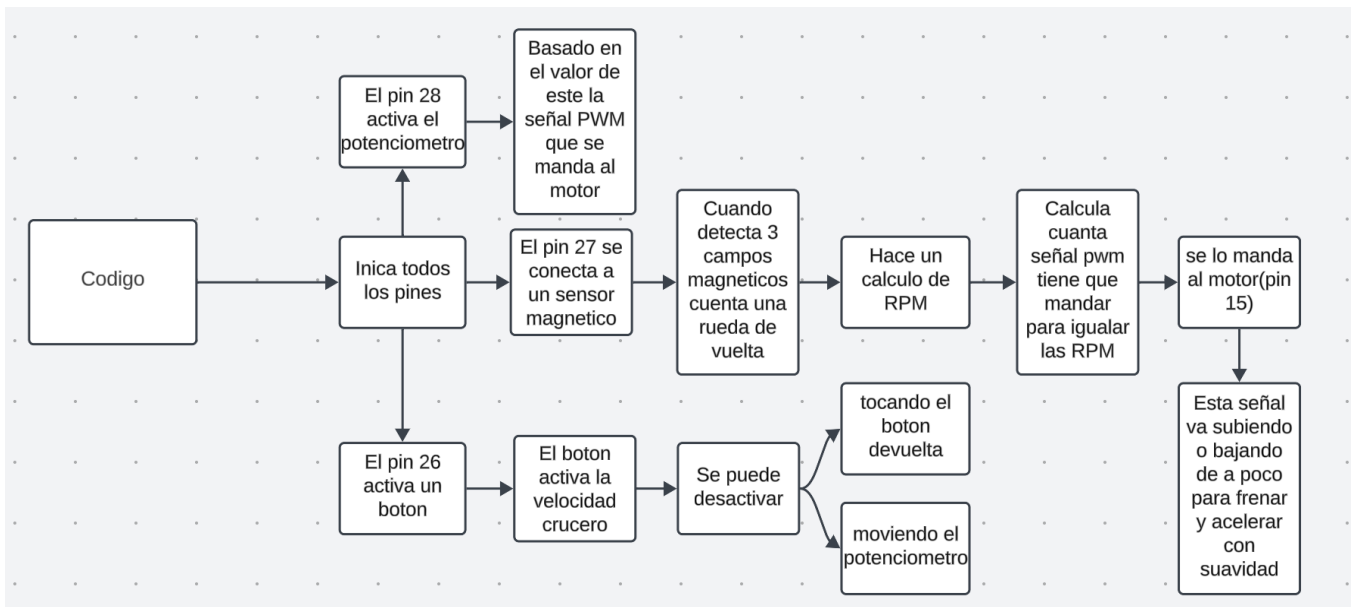 Codigo
Inica todos
los pines
El pin 28
activa el
potenciometro
Basado en
el valor de
este la
señal PWM
que se
manda al
motor
El pin 27 se
conecta a
un sensor
magnetico
Cuando
detecta 3
campos
magneticos
cuenta una
rueda de
vuelta
Hace un
calculo de
RPM
Calcula
cuanta
señal pwm
tiene que
mandar
para igualar
las RPM
se lo manda
al motor(pin
15)
Esta señal
va subiendo
o bajando
de a poco
para frenar
y acelerar
con
suavidad
El pin 26
activa un
boton
El boton
activa la
velocidad
crucero
Se puede
desactivar
tocando el
boton
devuelta
moviendo el
potenciometro